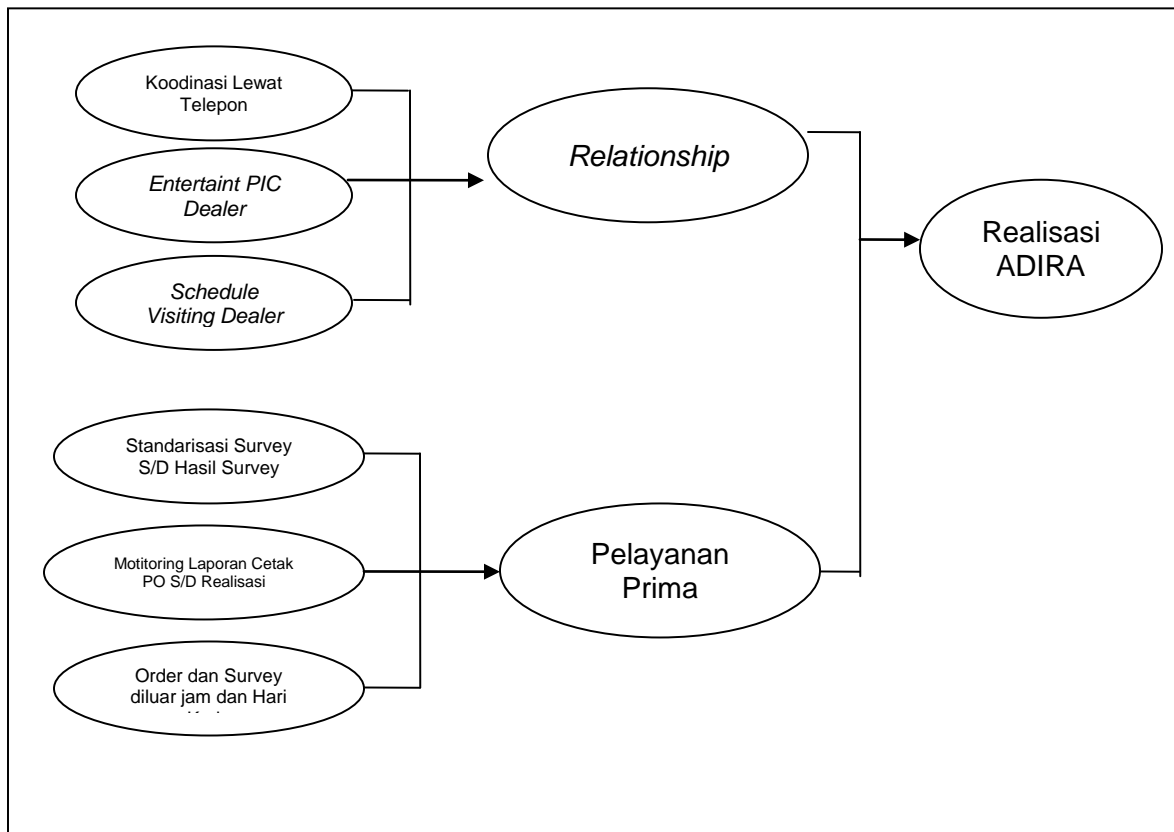 Koodinasi Lewat
Telepon
Entertaint PIC
Dealer
Schedule
Visiting Dealer
Relationship
Realisasi
ADIRA
Standarisasi Survey
S/D Hasil Survey
Motitoring Laporan Cetak
PO S/D Realisasi
Order dan Survey
diluar jam dan Hari
Pelayanan
Prima